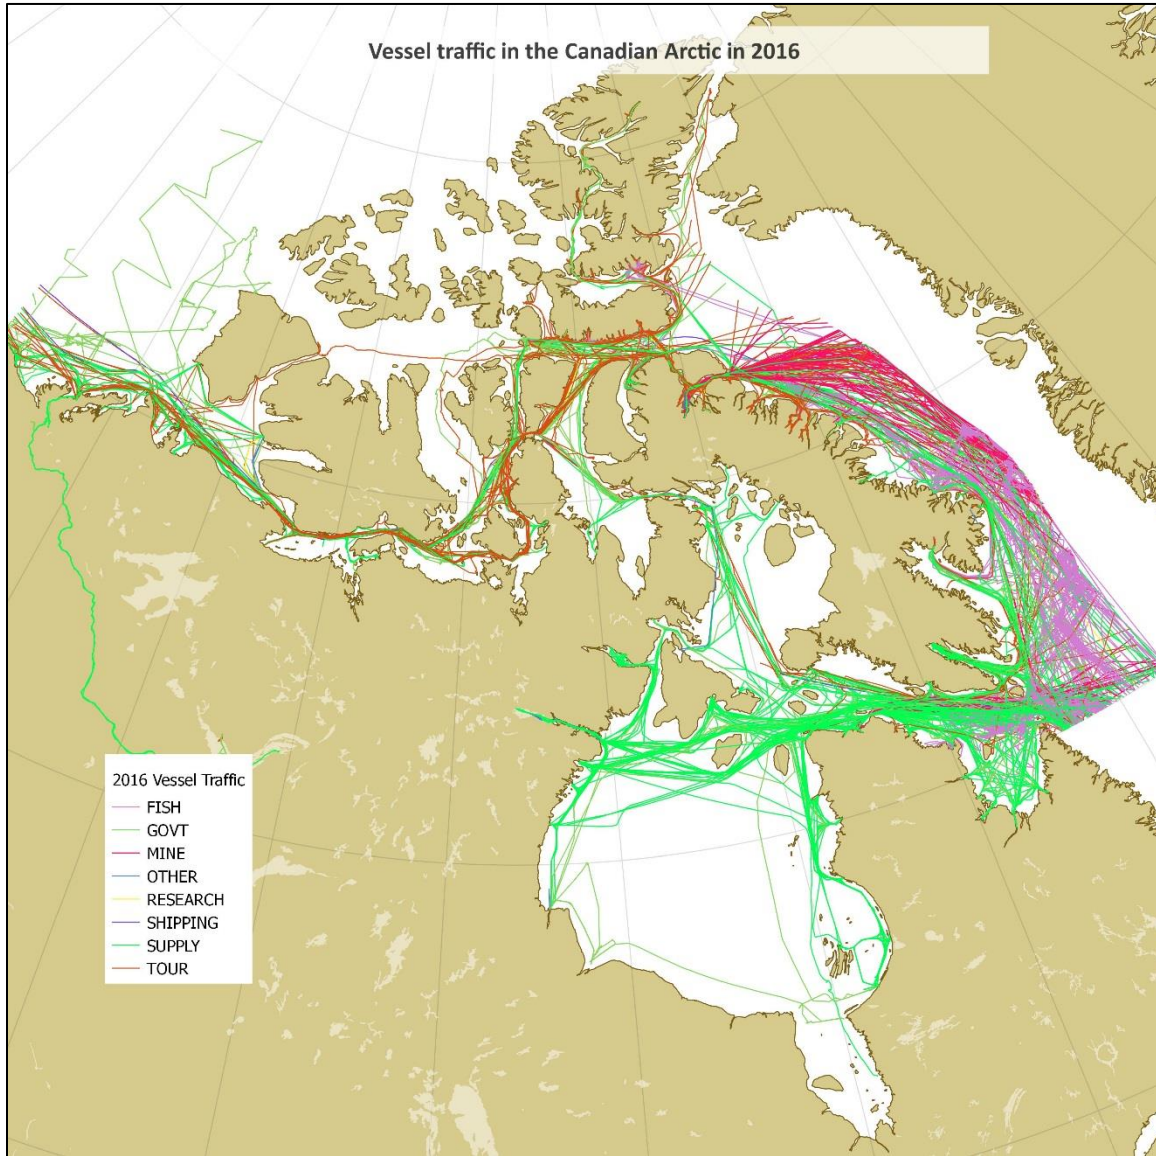 Vessel traffic in the Canadian Arctic in 2016
2016 Vessel Traffic
FISH
GOVT
MINE
OTHER
RESEARCH
SHIPPING
SUPPLY
TOUR